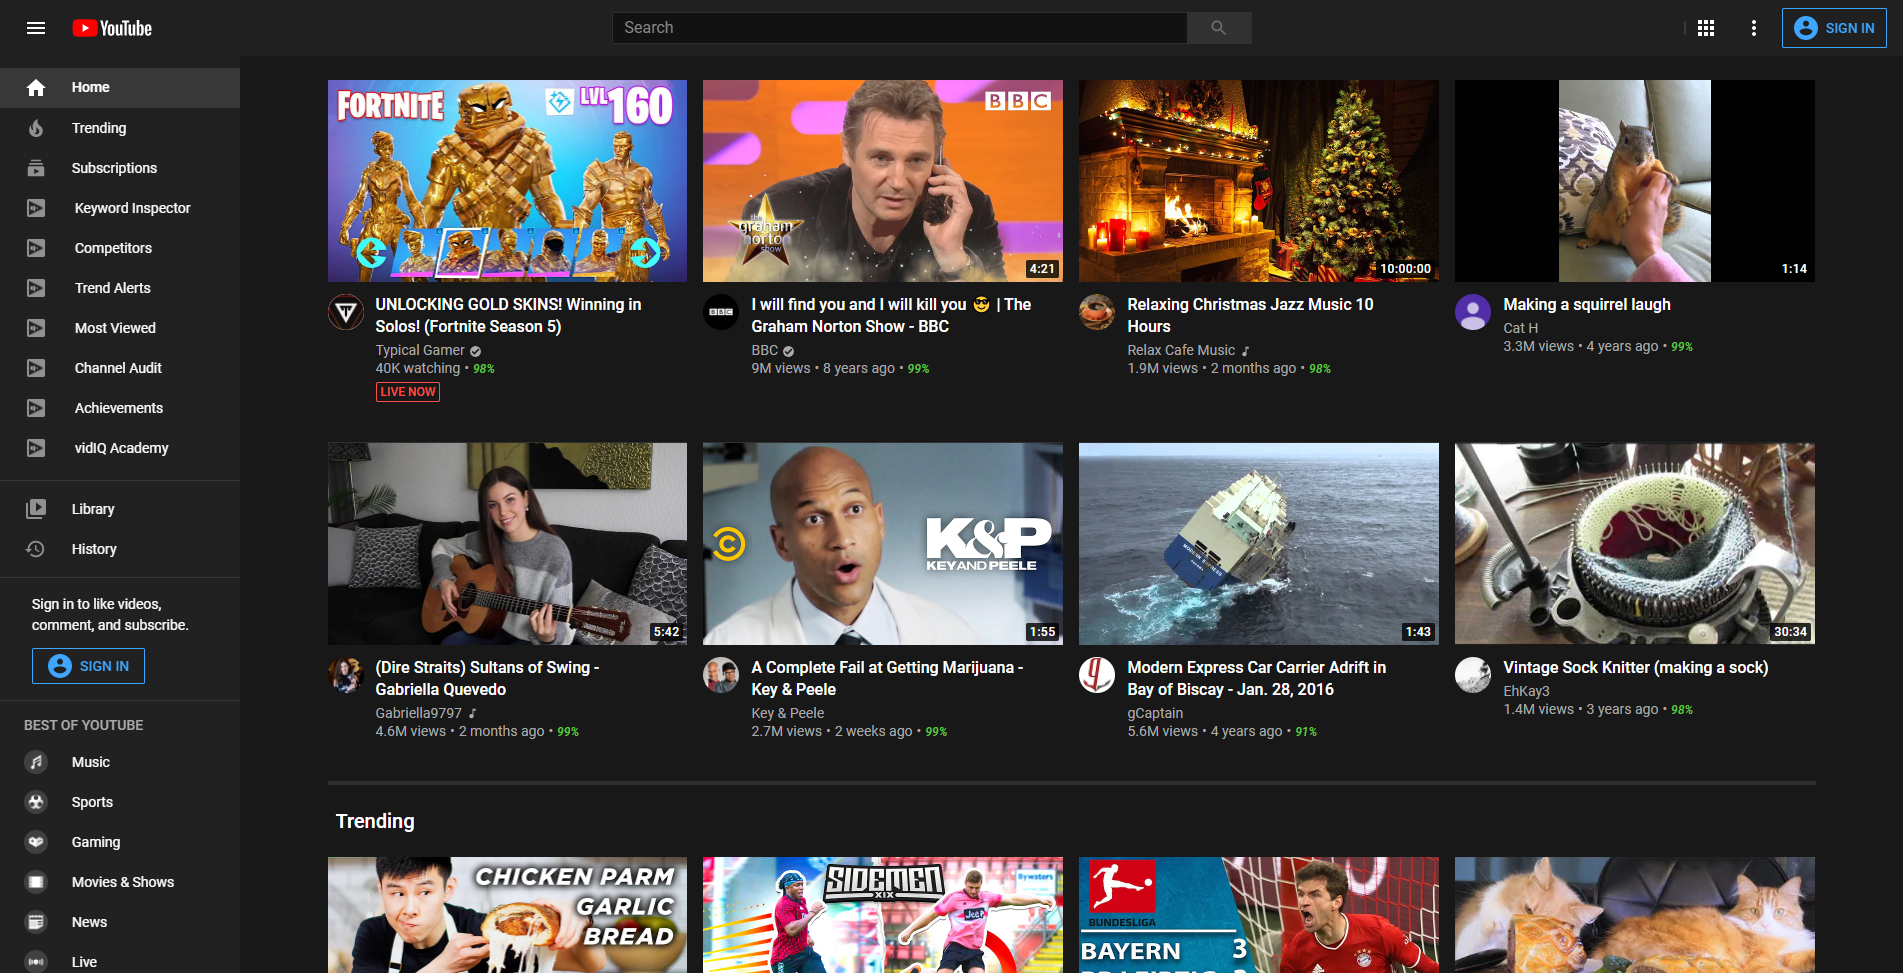 YouTube
Search
SIGN IN
Home
Trending
Subscriptions
Keyword Inspector
Competitors
Trend Alerts
Most Viewed
Channel Audit
Achievements
vidIQ Academy
Library
History
Sign in to like videos,
comment, and subscribe.
SIGN IN
BEST OF YOUTUBE
Music
Sports
Gaming
Movies & Shows
News
Live
FORTNITE
LVL 160
UNLOCKING GOLD SKINS! Winning in
Solos! (Fortnite Season 5)
Typical Gamer
40K watching • 98%
LIVE NOW
BBC
the
graham
norton
show
4:21
BBC
I will find you and I will kill you 😎 | The
Graham Norton Show - BBC
BBC
9M views • 8 years ago • 99%
10:00:00
Relaxing Christmas Jazz Music 10
Hours
Relax Cafe Music
1.9M views • 2 months ago • 98%
1:14
Making a squirrel laugh
Cat H
3.3M views • 4 years ago • 99%
5:42
(Dire Straits) Sultans of Swing -
Gabriella Quevedo
Gabriella9797
4.6M views • 2 months ago • 99%
K&P
KEY AND PEELE
1:55
A Complete Fail at Getting Marijuana -
Key & Peele
Key & Peele
2.7M views • 2 weeks ago • 99%
MODERN EXPRESS
1:43
Modern Express Car Carrier Adrift in
Bay of Biscay - Jan. 28, 2016
gCaptain
5.6M views • 4 years ago • 91%
30:34
Vintage Sock Knitter (making a sock)
EhKay3
1.4M views • 3 years ago • 98%
Trending
CHICKEN PARM
GARLIC
BREAD
SIDEMEN
XIX
Bywaters
Jeep
BUNDESLIGA
BAYERN 3